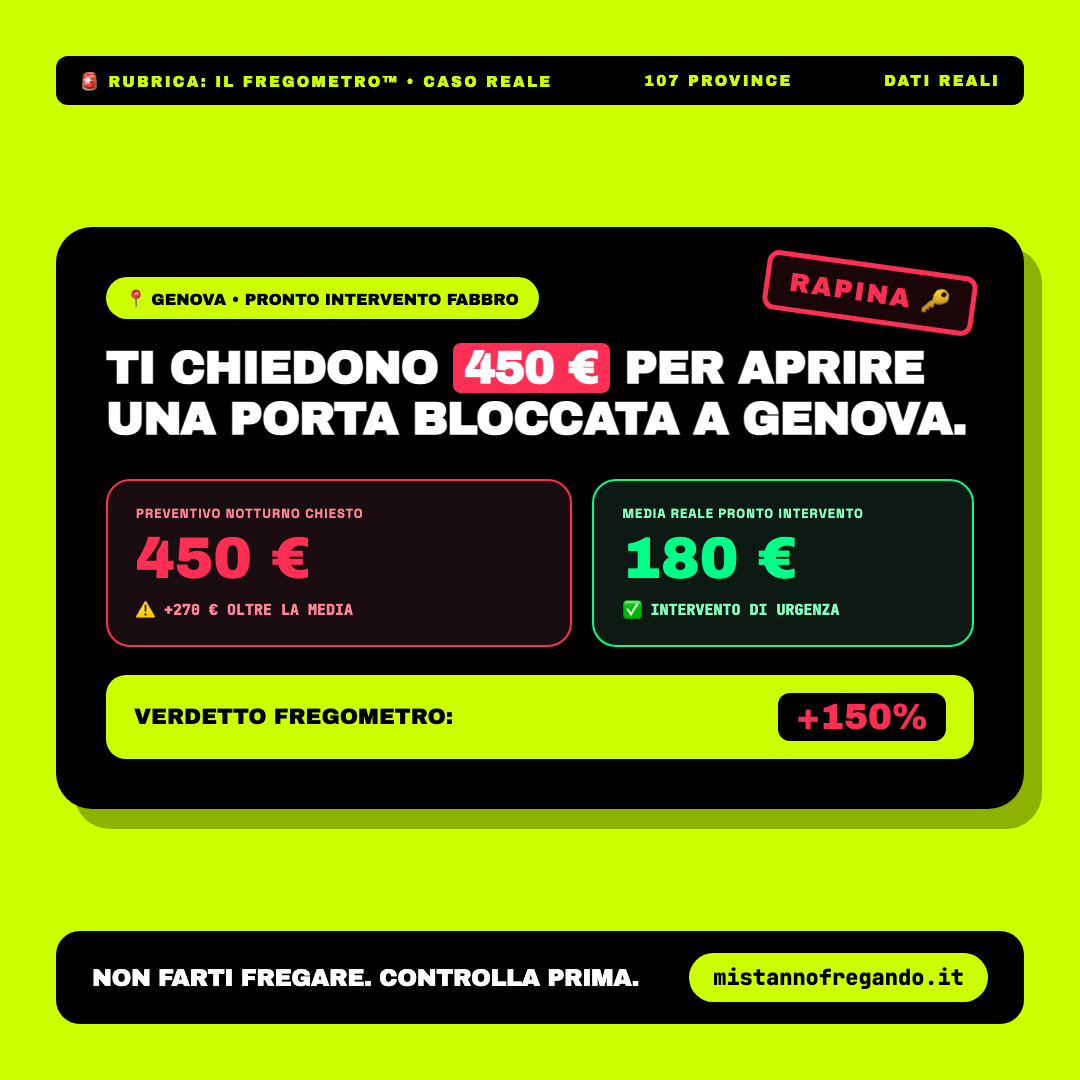 🚨 RUBRICA: IL FREGOMETRO™ • CASO REALE
107 PROVINCE
DATI REALI
RAPINA 🔑
📍 GENOVA • PRONTO INTERVENTO FABBRO
TI CHIEDONO 450 € PER APRIRE
UNA PORTA BLOCCATA A GENOVA.
PREVENTIVO NOTTURNO CHIESTO
450 €
⚠️ +270 € OLTRE LA MEDIA
MEDIA REALE PRONTO INTERVENTO
180 €
✅ INTERVENTO DI URGENZA
VERDETTO FREGOMETRO:
+150%
NON FARTI FREGARE. CONTROLLA PRIMA.
mistannofregando.it